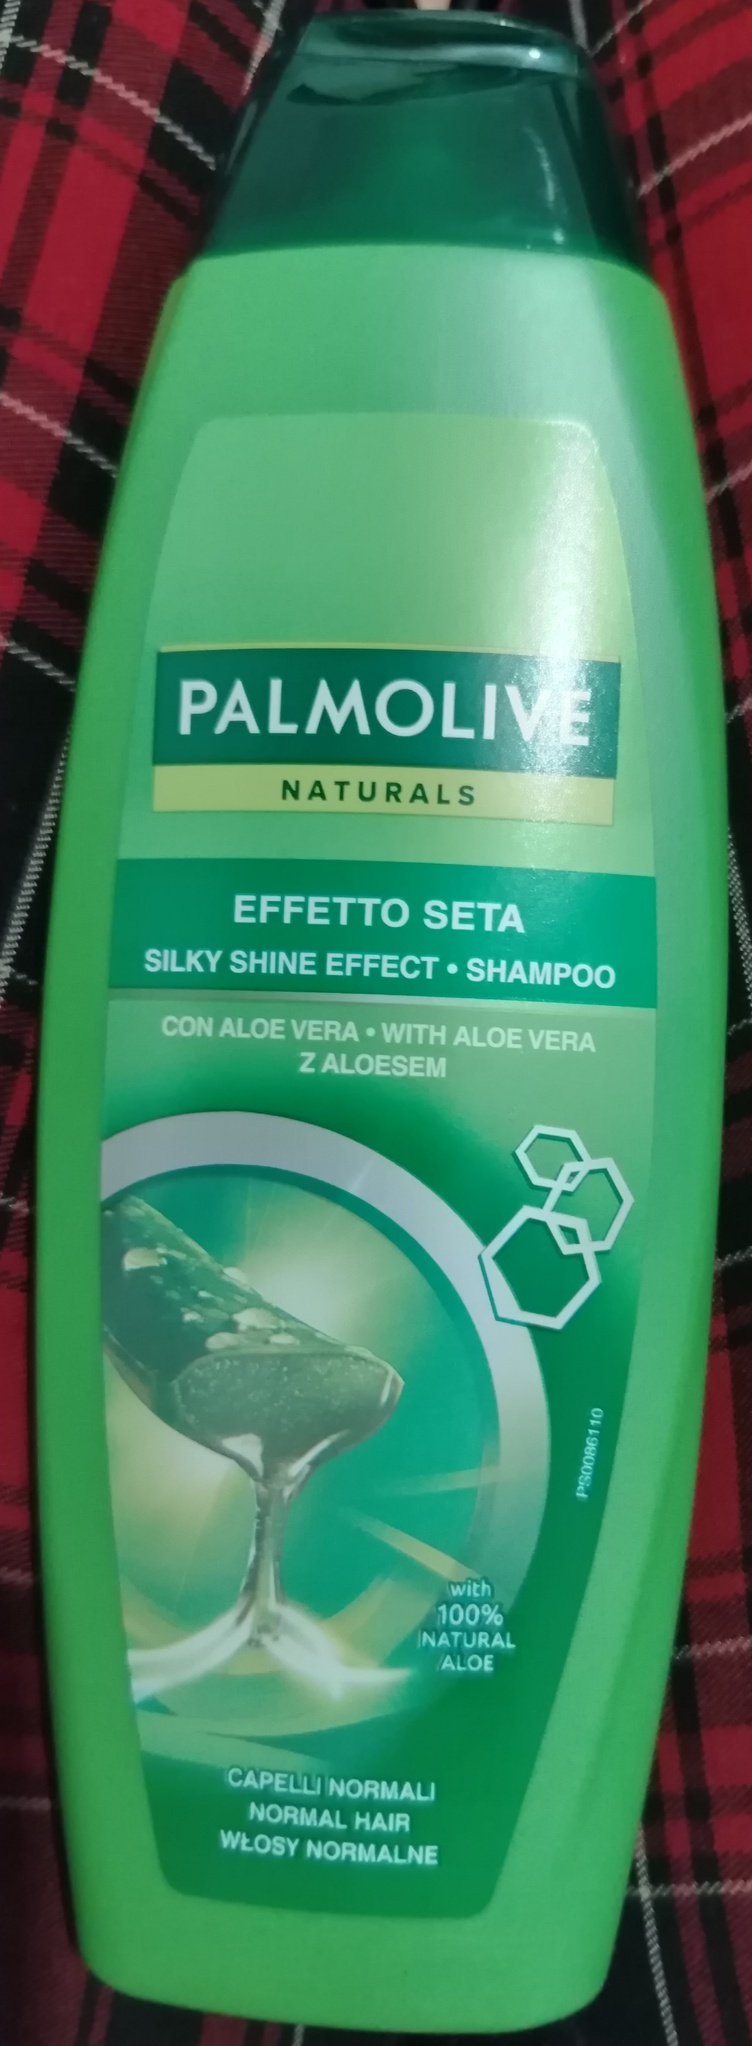 PALMOLIVE
NATURALS
EFFETTO SETA
SILKY SHINE EFFECT • SHAMPOO
CON ALOE VERA • WITH ALOE VERA
Z ALOESEM
PS0086110
with
100%
NATURAL
ALOE
CAPELLI NORMALI
NORMAL HAIR
WŁOSY NORMALNE